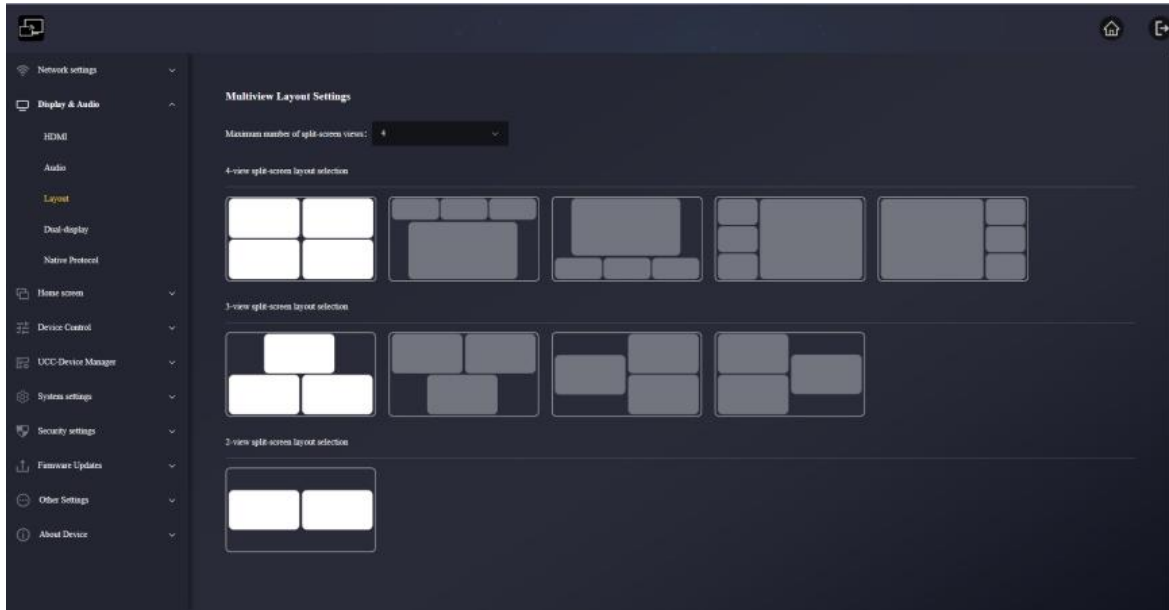 Network settings
Display & Audio
HDMI
Audio
Layout
Dual-display
Native Protocol
Home screen
Device Control
UCC-Device Manager
System settings
Security settings
Firmware Updates
Other Settings
About Device
Multiview Layout Settings
Maximum number of split-screen views: 4
4-view split-screen layout selection
3-view split-screen layout selection
2-view split-screen layout selection